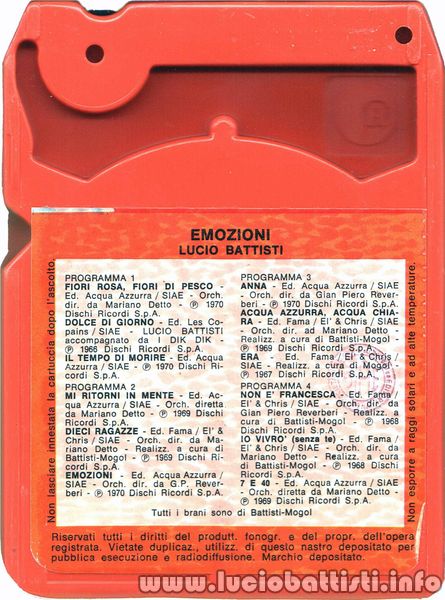 EMOZIONI
LUCIO BATTISTI
PROGRAMMA 1
FIORI ROSA, FIORI DI PESCO -
Ed. Acqua Azzurra / SIAE - Orch.
dir. da Mariano Detto - ℗ 1970
Dischi Ricordi S.p.A.
DOLCE DI GIORNO - Ed. Les Co-
pains / SIAE - LUCIO BATTISTI
accompagnato da I DIK DIK -
℗ 1966 Dischi Ricordi S.p.A.
IL TEMPO DI MORIRE - Ed. Acqua
Azzurra / SIAE - ℗ 1970 Dischi Ri-
cordi S.p.A.
PROGRAMMA 2
MI RITORNI IN MENTE - Ed. Ac-
qua Azzurra / SIAE - Orch. diret-
ta da Mariano Detto - ℗ 1969 Dischi
Ricordi S.p.A.
DIECI RAGAZZE - Ed. Fama / El' &
Chris / SIAE - Orch. dir. da Ma-
riano Detto - Realizz. a cura di
Battisti-Mogol - ℗ 1969 Dischi Ri-
cordi S.p.A.
EMOZIONI - Ed. Acqua Azzurra /
SIAE - Orch. dir. da G.P. Rever-
beri - ℗ 1970 Dischi Ricordi S.p.A.
PROGRAMMA 3
ANNA - Ed. Acqua Azzurra / SIAE -
Orch. dir. da Gian Piero Rever-
beri - ℗ 1970 Dischi Ricordi S.p.A.
ACQUA AZZURRA, ACQUA CHIA-
RA - Ed. Fama / El' & Chris / SIAE -
Orch. dir. ad Mariano Detto -
Realizz. a cura di Battisti-Mogol -
℗ 1969 Dischi Ricordi S.p.A.
ERA - Ed. Fama / El' & Chris /
SIAE - Realizz. a cura di Mogol -
℗ 1967 Dischi Ricordi S.p.A.
PROGRAMMA 4
NON E' FRANCESCA - Ed. Fama /
El' & Chris / SIAE - Orch. dir. da
Gian Piero Reverberi - Realizz. a
cura di Battisti-Mogol - ℗ 1968
Dischi Ricordi S.p.A.
IO VIVRO' (senza te) - Ed. Fama /
El' & Chris / SIAE - Orch. dir. da
Mariano Detto - Realizz. a cura
di Battisti-Mogol - ℗ 1968 Dischi
Ricordi S.p.A.
7 E 40 - Ed. Acqua Azzurra / SIAE -
Orch. diretta da Mariano Detto -
℗ 1969 Dischi Ricordi S.p.A.
Tutti i brani sono di Battisti-Mogol
Non lasciare innestata la cartuccia dopo l'ascolto.
Non esporre a raggi solari e ad alte temperature.
Riservati tutti i diritti del produtt. fonogr. e del propr. dell'opera
registrata. Vietate duplicaz., utilizz. di questo nastro depositato per
pubblica esecuzione e radiodiffusione. Marchio depositato.
www.luciobattisti.info